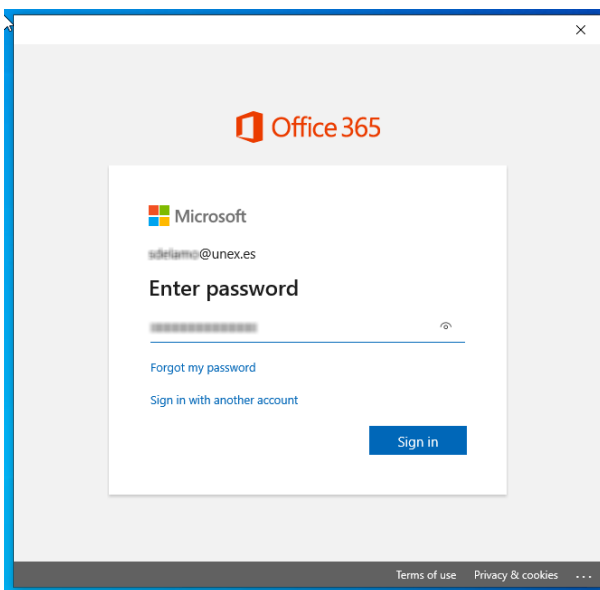 Office 365
Microsoft
@unex.es
Enter password
Forgot my password
Sign in with another account
Sign in
Terms of use Privacy & cookies ...